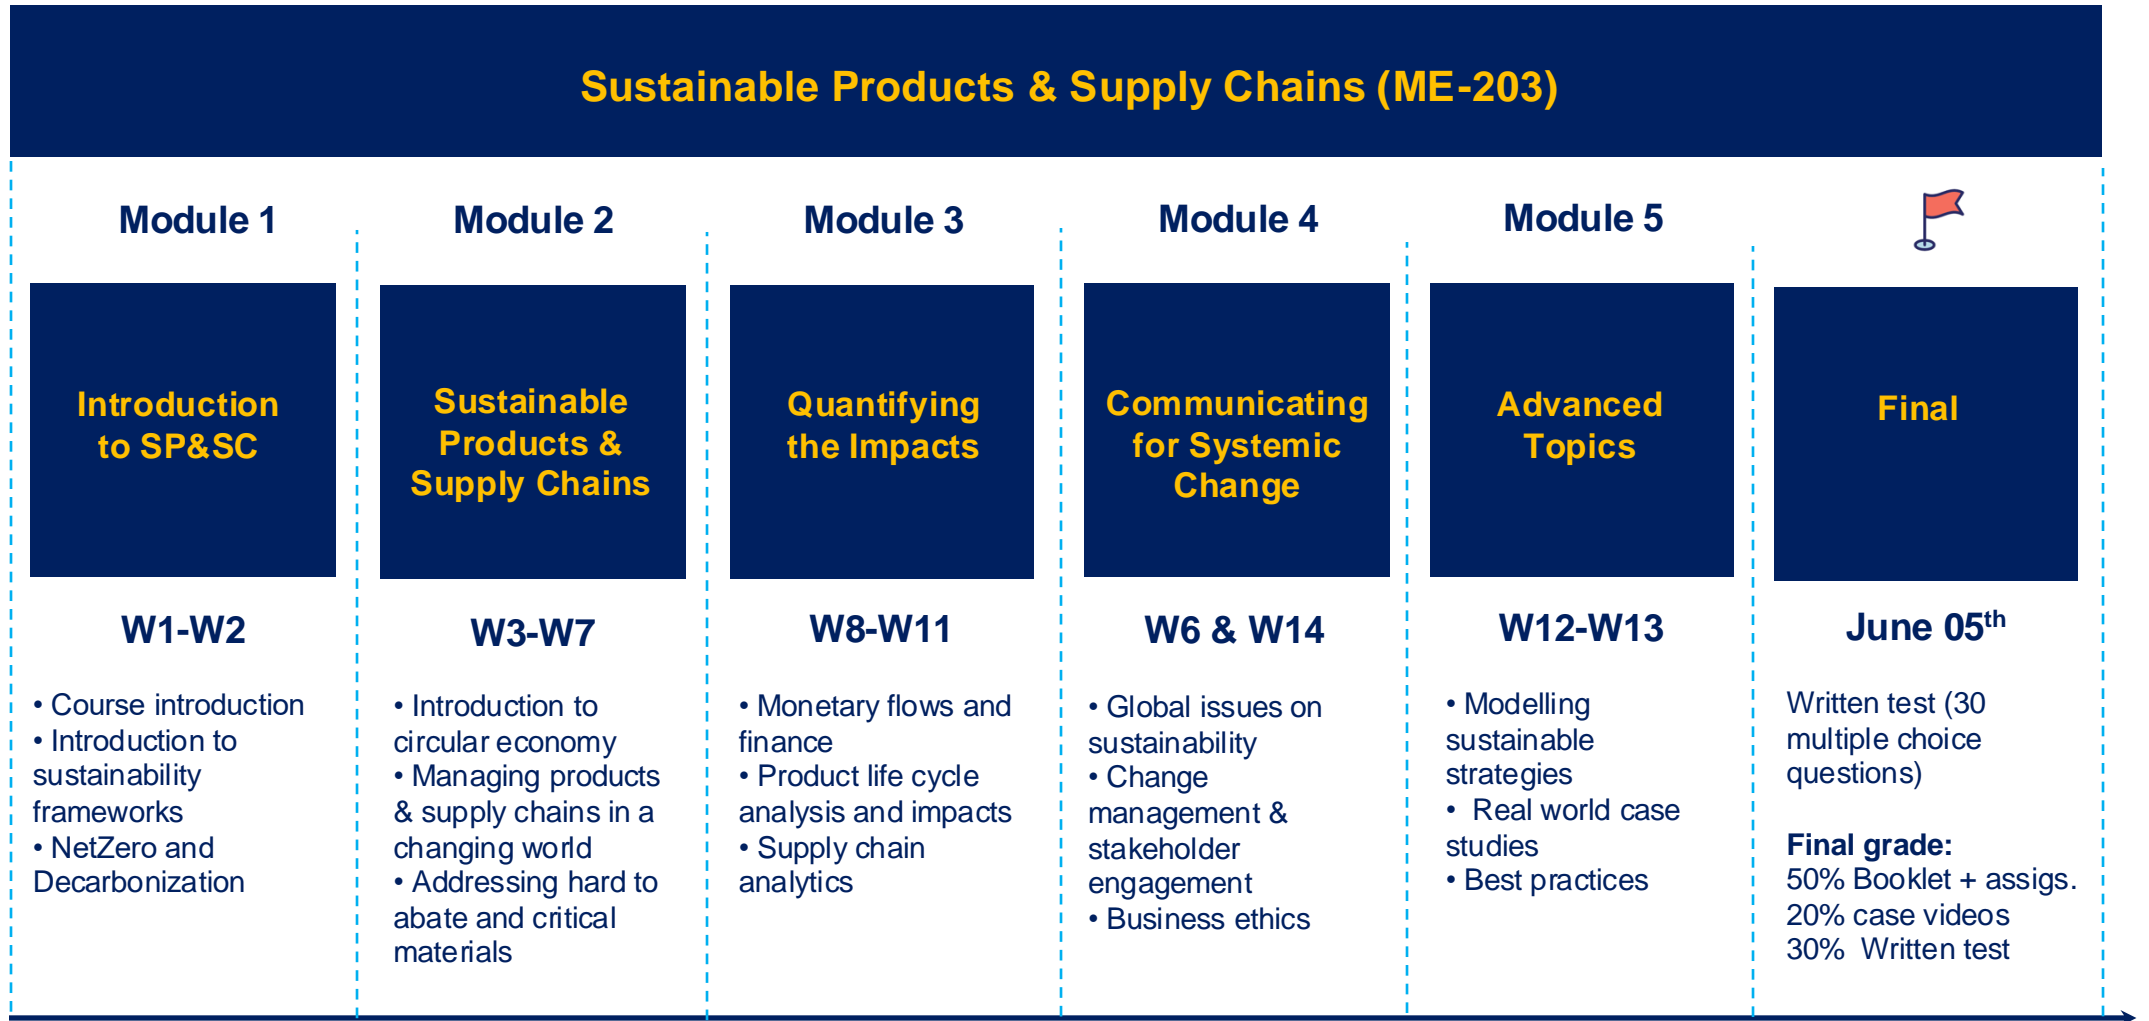 Sustainable Products & Supply Chains (ME-203)
Module 1
Introduction
to SP&SC
W1-W2
• Course introduction
• Introduction to
sustainability
frameworks
• NetZero and
Decarbonization
Module 2
Sustainable
Products &
Supply Chains
W3-W7
• Introduction to
circular economy
• Managing products
& supply chains in a
changing world
• Addressing hard to
abate and critical
materials
Module 3
Quantifying
the Impacts
W8-W11
• Monetary flows and
finance
• Product life cycle
analysis and impacts
• Supply chain
analytics
Module 4
Communicating
for Systemic
Change
W6 & W14
• Global issues on
sustainability
• Change
management &
stakeholder
engagement
• Business ethics
Module 5
Advanced
Topics
W12-W13
• Modelling
sustainable
strategies
• Real world case
studies
• Best practices
Final
June 05th
Written test (30
multiple choice
questions)
Final grade:
50% Booklet + assigs.
20% case videos
30% Written test